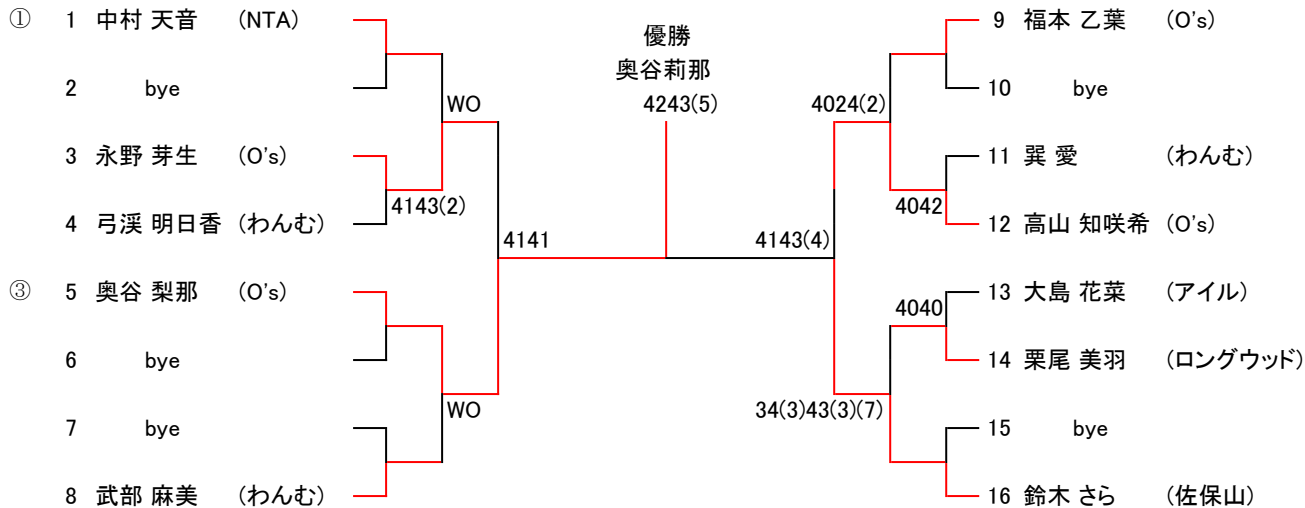 ① 1 中村 天音 (NTA)
2 bye
WO
3 永野 芽生 (O's)
4143(2)
4 弓渓 明日香 (わんむ)
4141
③ 5 奥谷 梨那 (O's)
6 bye
WO
7 bye
8 武部 麻美 (わんむ)
優勝
奥谷莉那
4243(5)
9 福本 乙葉 (O's)
10 bye
4024(2)
11 巽 愛 (わんむ)
4042
12 高山 知咲希 (O's)
4143(4)
13 大島 花菜 (アイル)
4040
14 栗尾 美羽 (ロングウッド)
34(3)43(3)(7)
15 bye
16 鈴木 さら (佐保山)